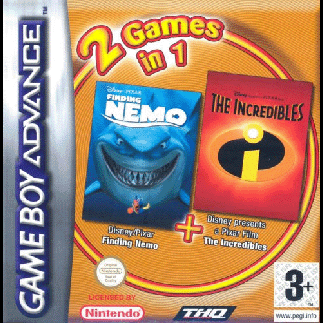 GAME BOY ADVANCE
2 Games
in 1
Disney · PIXAR
FINDING
NEMO
THE INCREDIBLES
Disney/Pixar
Finding Nemo
+
Disney presents
a Pixar Film
The Incredibles
LICENSED BY
Nintendo
THQ
3+
www.pegi.info